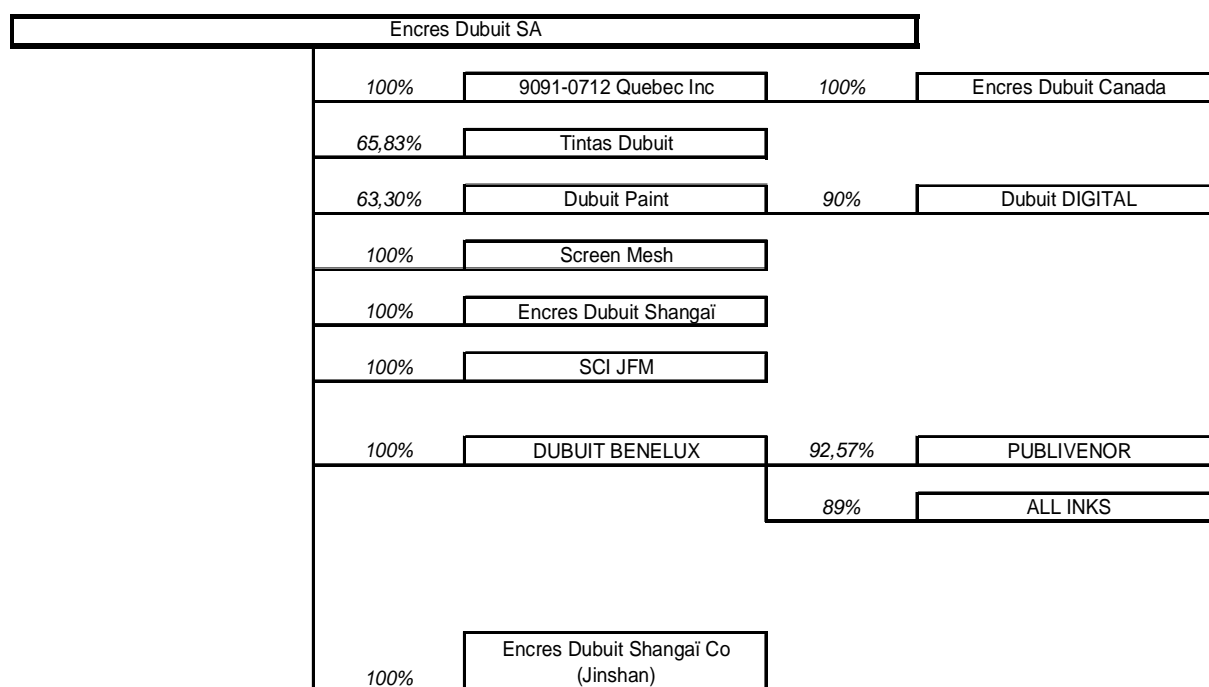 Encres Dubuit SA
100% 9091-0712 Quebec Inc 100% Encres Dubuit Canada
65,83% Tintas Dubuit
63,30% Dubuit Paint 90% Dubuit DIGITAL
100% Screen Mesh
100% Encres Dubuit Shangaï
100% SCI JFM
100% DUBUIT BENELUX 92,57% PUBLIVENOR
89% ALL INKS
Encres Dubuit Shangaï Co
100% (Jinshan)